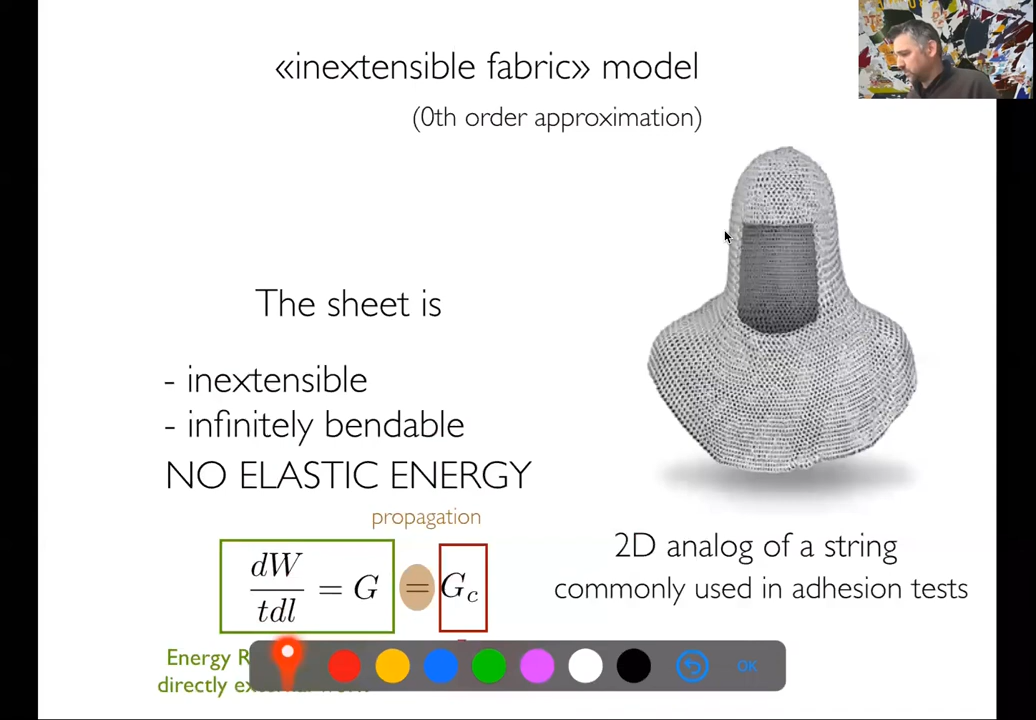 «inextensible fabric» model
(0th order approximation)
The sheet is
- inextensible
- infinitely bendable
NO ELASTIC ENERGY
propagation
dW
tdl
= G = G_c
2D analog of a string
commonly used in adhesion tests
Energy
directly
OK